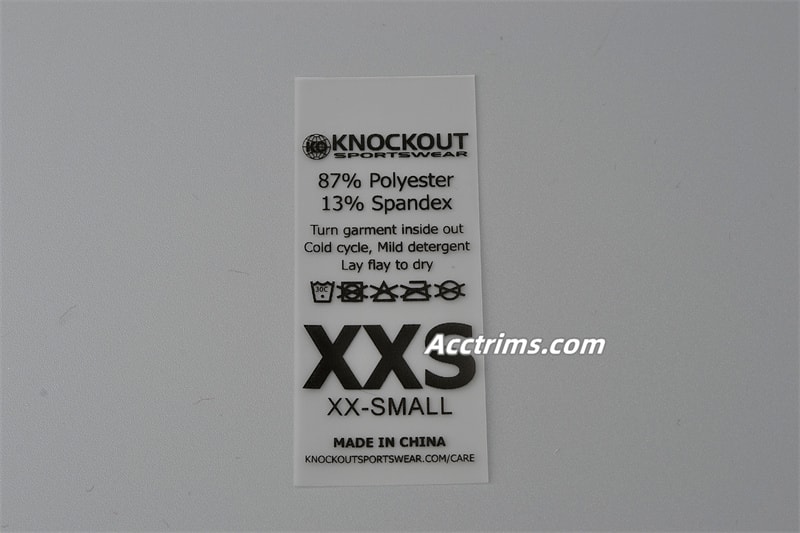 KO KNOCKOUT
SPORTSWEAR
87% Polyester
13% Spandex
Turn garment inside out
Cold cycle, Mild detergent
Lay flay to dry
30C
XXS
Acctrims.com
XX-SMALL
MADE IN CHINA
KNOCKOUTSPORTSWEAR.COM/CARE